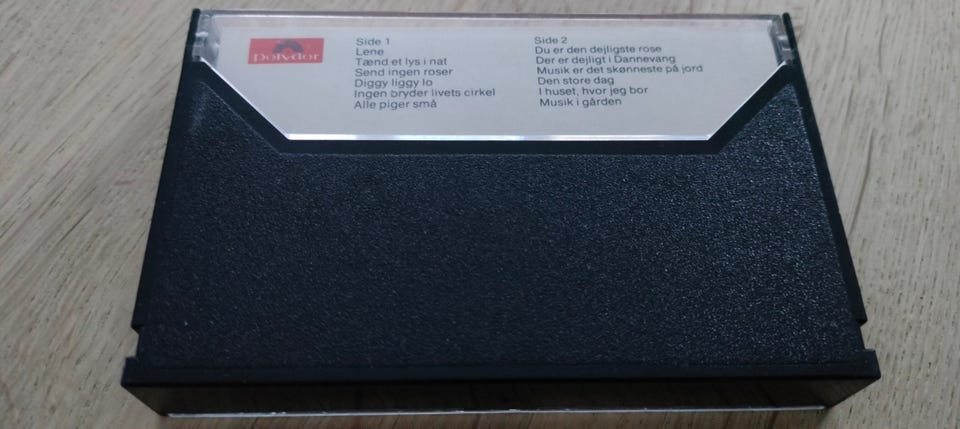 polydor
Side 1
Lene
Tænd et lys i nat
Send ingen roser
Diggy liggy lo
Ingen bryder livets cirkel
Alle piger små
Side 2
Du er den dejligste rose
Der er dejligt i Dannevang
Musik er det skønneste på jord
Den store dag
I huset, hvor jeg bor
Musik i gården